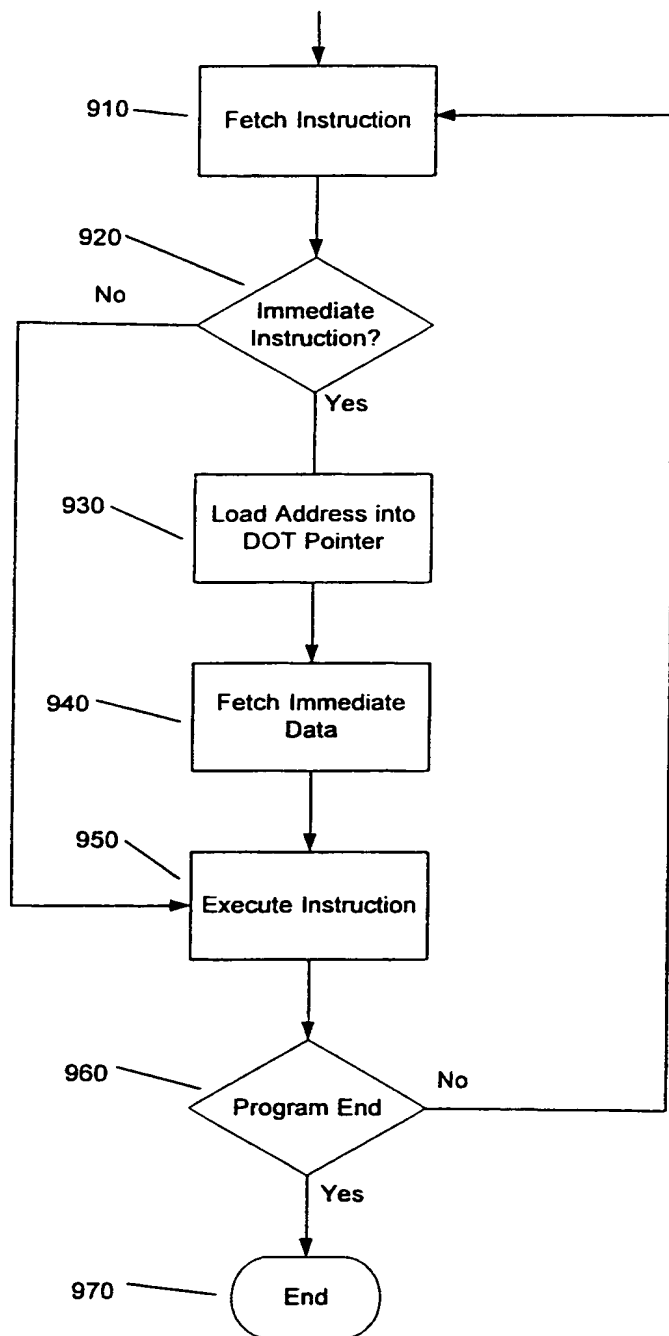 910
Fetch Instruction
920
No
Immediate
Instruction?
Yes
930
Load Address into
DOT Pointer
940
Fetch Immediate
Data
950
Execute Instruction
960
No
Program End
Yes
970
End